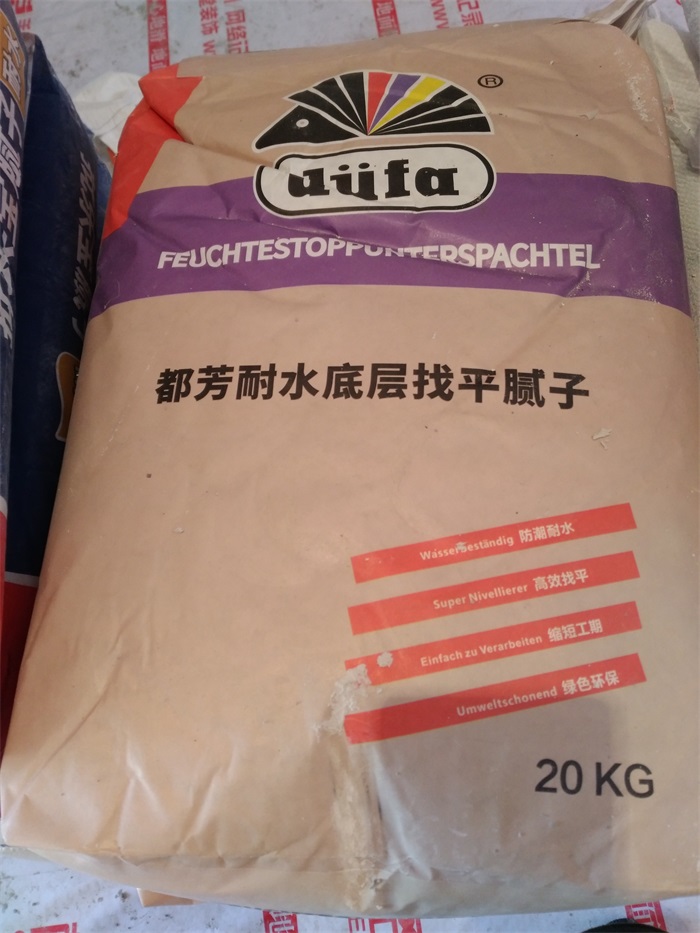 ®
düfa
FEUCHTESTOPPUNTERSPACHTEL
都芳耐水底层找平腻子
Wasserbeständig 防潮耐水
Super Nivellierer 高效找平
Einfach zu Verarbeiten 缩短工期
Umweltschonend 绿色环保
20 KG